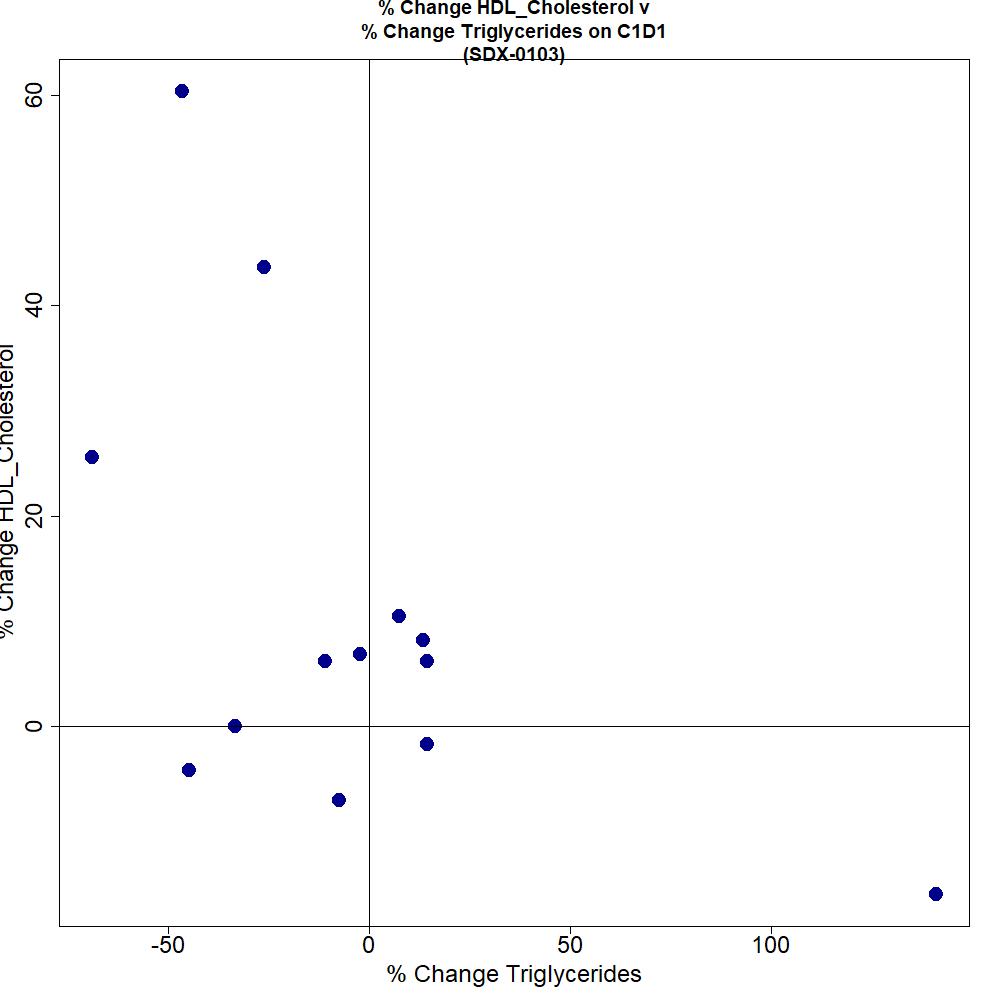 % Change HDL_Cholesterol v
% Change Triglycerides on C1D1
(SDX-0103)
% Change HDL_Cholesterol
60
40
20
0
-50
0
50
100
% Change Triglycerides